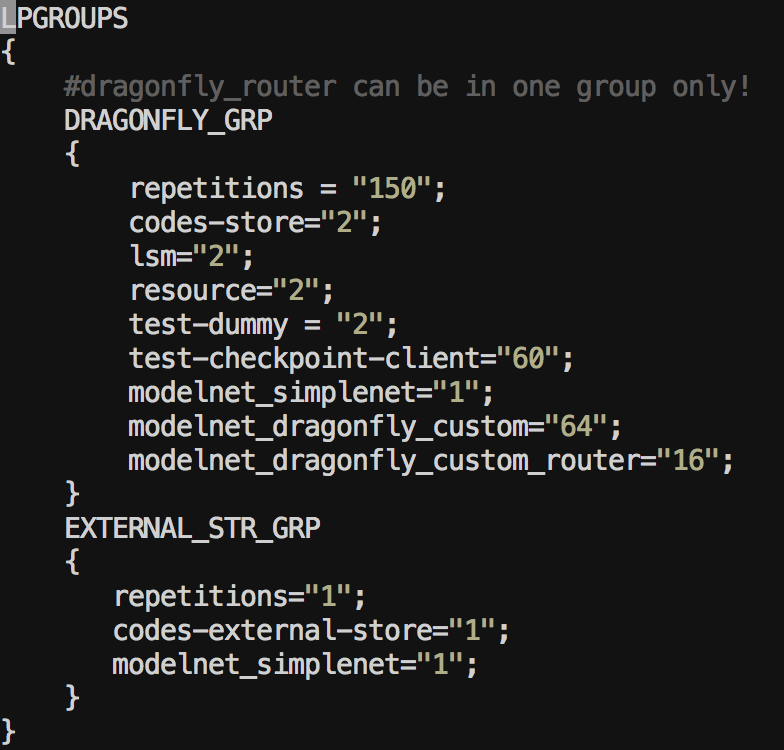 LPGROUPS
{
    #dragonfly_router can be in one group only!
    DRAGONFLY_GRP
    {
        repetitions = "150";
        codes-store="2";
        lsm="2";
        resource="2";
        test-dummy = "2";
        test-checkpoint-client="60";
        modelnet_simplenet="1";
        modelnet_dragonfly_custom="64";
        modelnet_dragonfly_custom_router="16";
    }
    EXTERNAL_STR_GRP
    {
       repetitions="1";
       codes-external-store="1";
       modelnet_simplenet="1";
    }
}